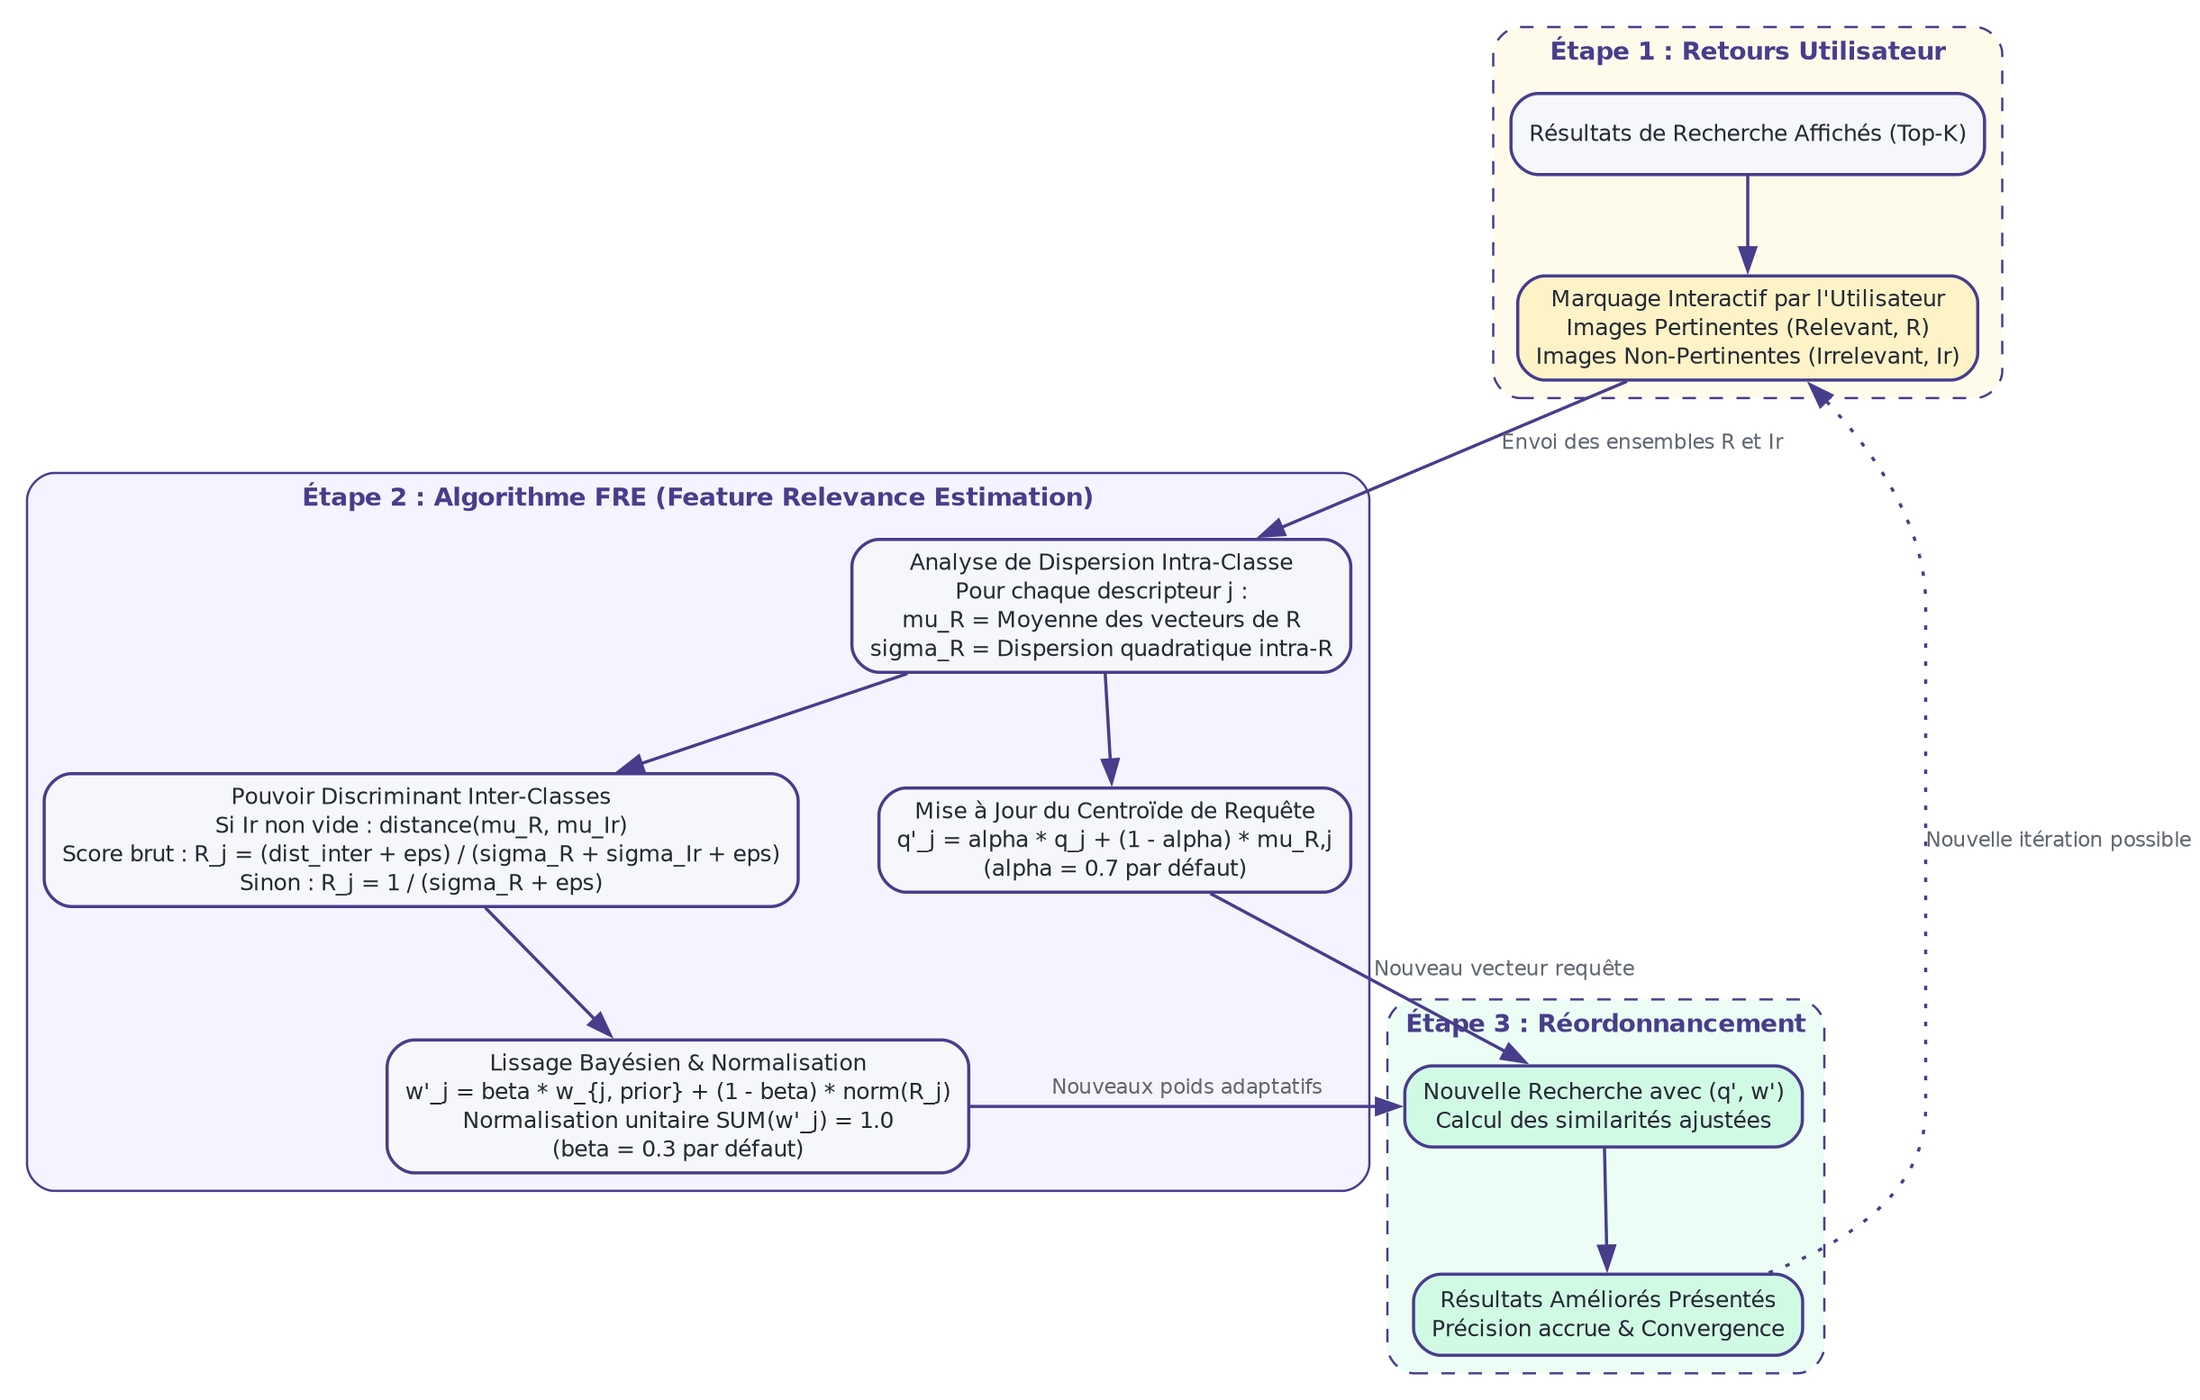 Étape 1 : Retours Utilisateur
Résultats de Recherche Affichés (Top-K)
Marquage Interactif par l'Utilisateur
Images Pertinentes (Relevant, R)
Images Non-Pertinentes (Irrelevant, Ir)
Envoi des ensembles R et Ir
Étape 2 : Algorithme FRE (Feature Relevance Estimation)
Analyse de Dispersion Intra-Classe
Pour chaque descripteur j :
mu_R = Moyenne des vecteurs de R
sigma_R = Dispersion quadratique intra-R
Pouvoir Discriminant Inter-Classes
Si Ir non vide : distance(mu_R, mu_Ir)
Score brut : R_j = (dist_inter + eps) / (sigma_R + sigma_Ir + eps)
Sinon : R_j = 1 / (sigma_R + eps)
Mise à Jour du Centroïde de Requête
q'_j = alpha * q_j + (1 - alpha) * mu_R,j
(alpha = 0.7 par défaut)
Nouvelle itération possible
Nouveau vecteur requête
Lissage Bayésien & Normalisation
w'_j = beta * w_{j, prior} + (1 - beta) * norm(R_j)
Normalisation unitaire SUM(w'_j) = 1.0
(beta = 0.3 par défaut)
Nouveaux poids adaptatifs
Étape 3 : Réordonnancement
Nouvelle Recherche avec (q', w')
Calcul des similarités ajustées
Résultats Améliorés Présentés
Précision accrue & Convergence